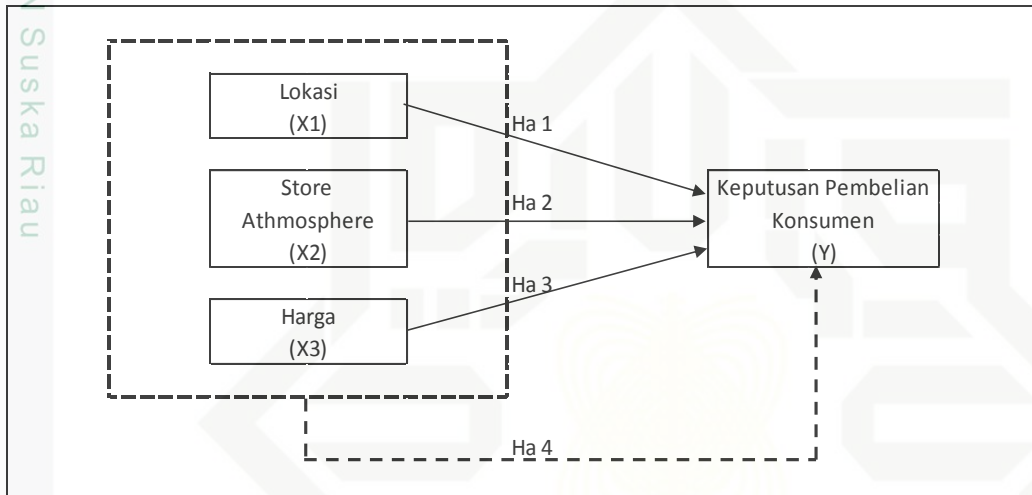 N Suska Riau
Lokasi
(X1)
Ha 1
Store
Athmosphere
(X2)
Ha 2
Keputusan Pembelian
Konsumen
(Y)
Harga
(X3)
Ha 3
Ha 4